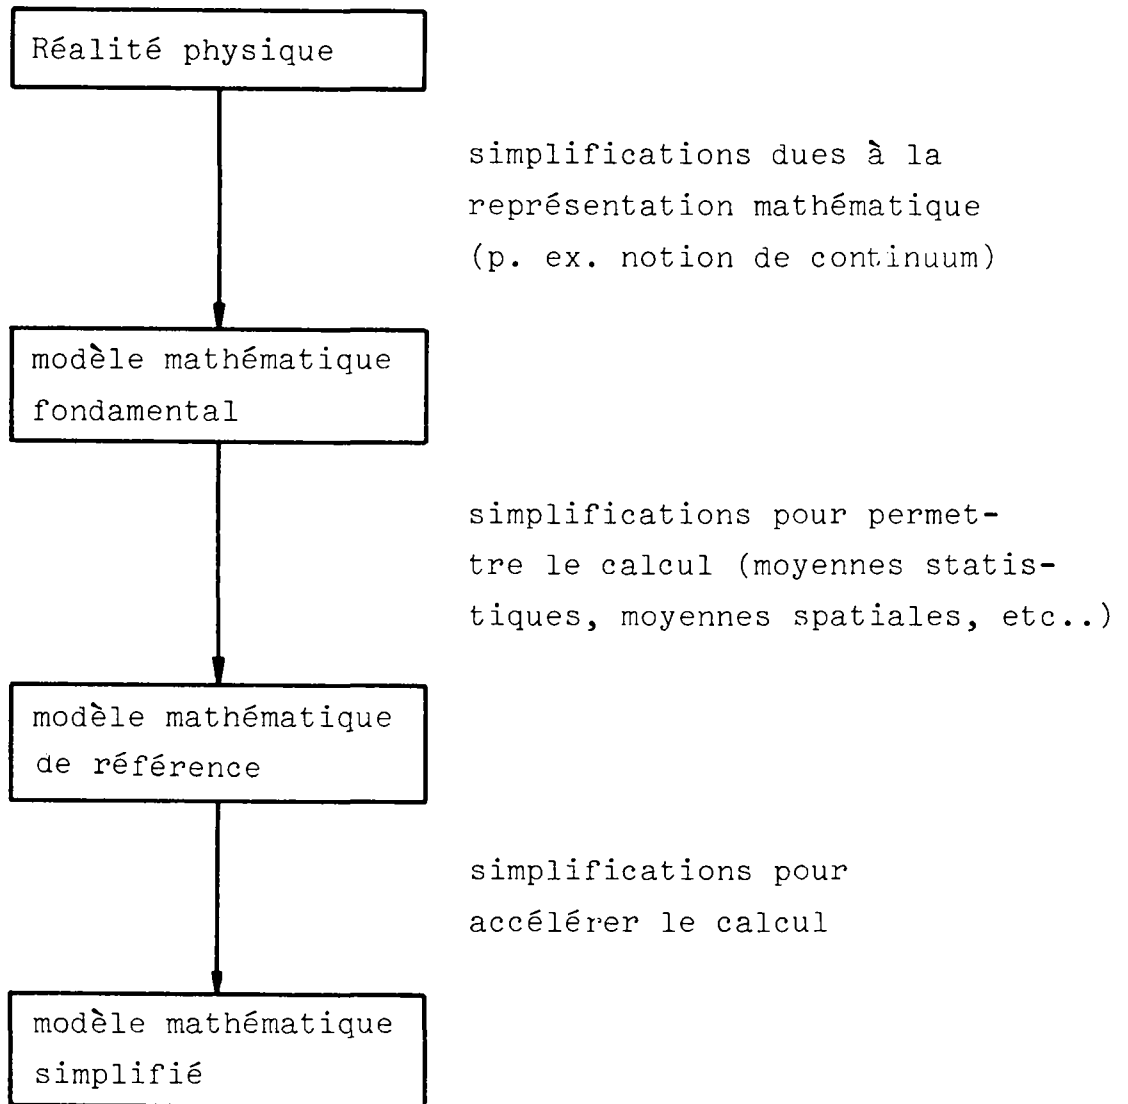 Réalité physique
simplifications dues à la
représentation mathématique
(p. ex. notion de continuum)
modèle mathématique
fondamental
simplifications pour permet-
tre le calcul (moyennes statis-
tiques, moyennes spatiales, etc..)
modèle mathématique
de référence
simplifications pour
accélérer le calcul
modèle mathématique
simplifié